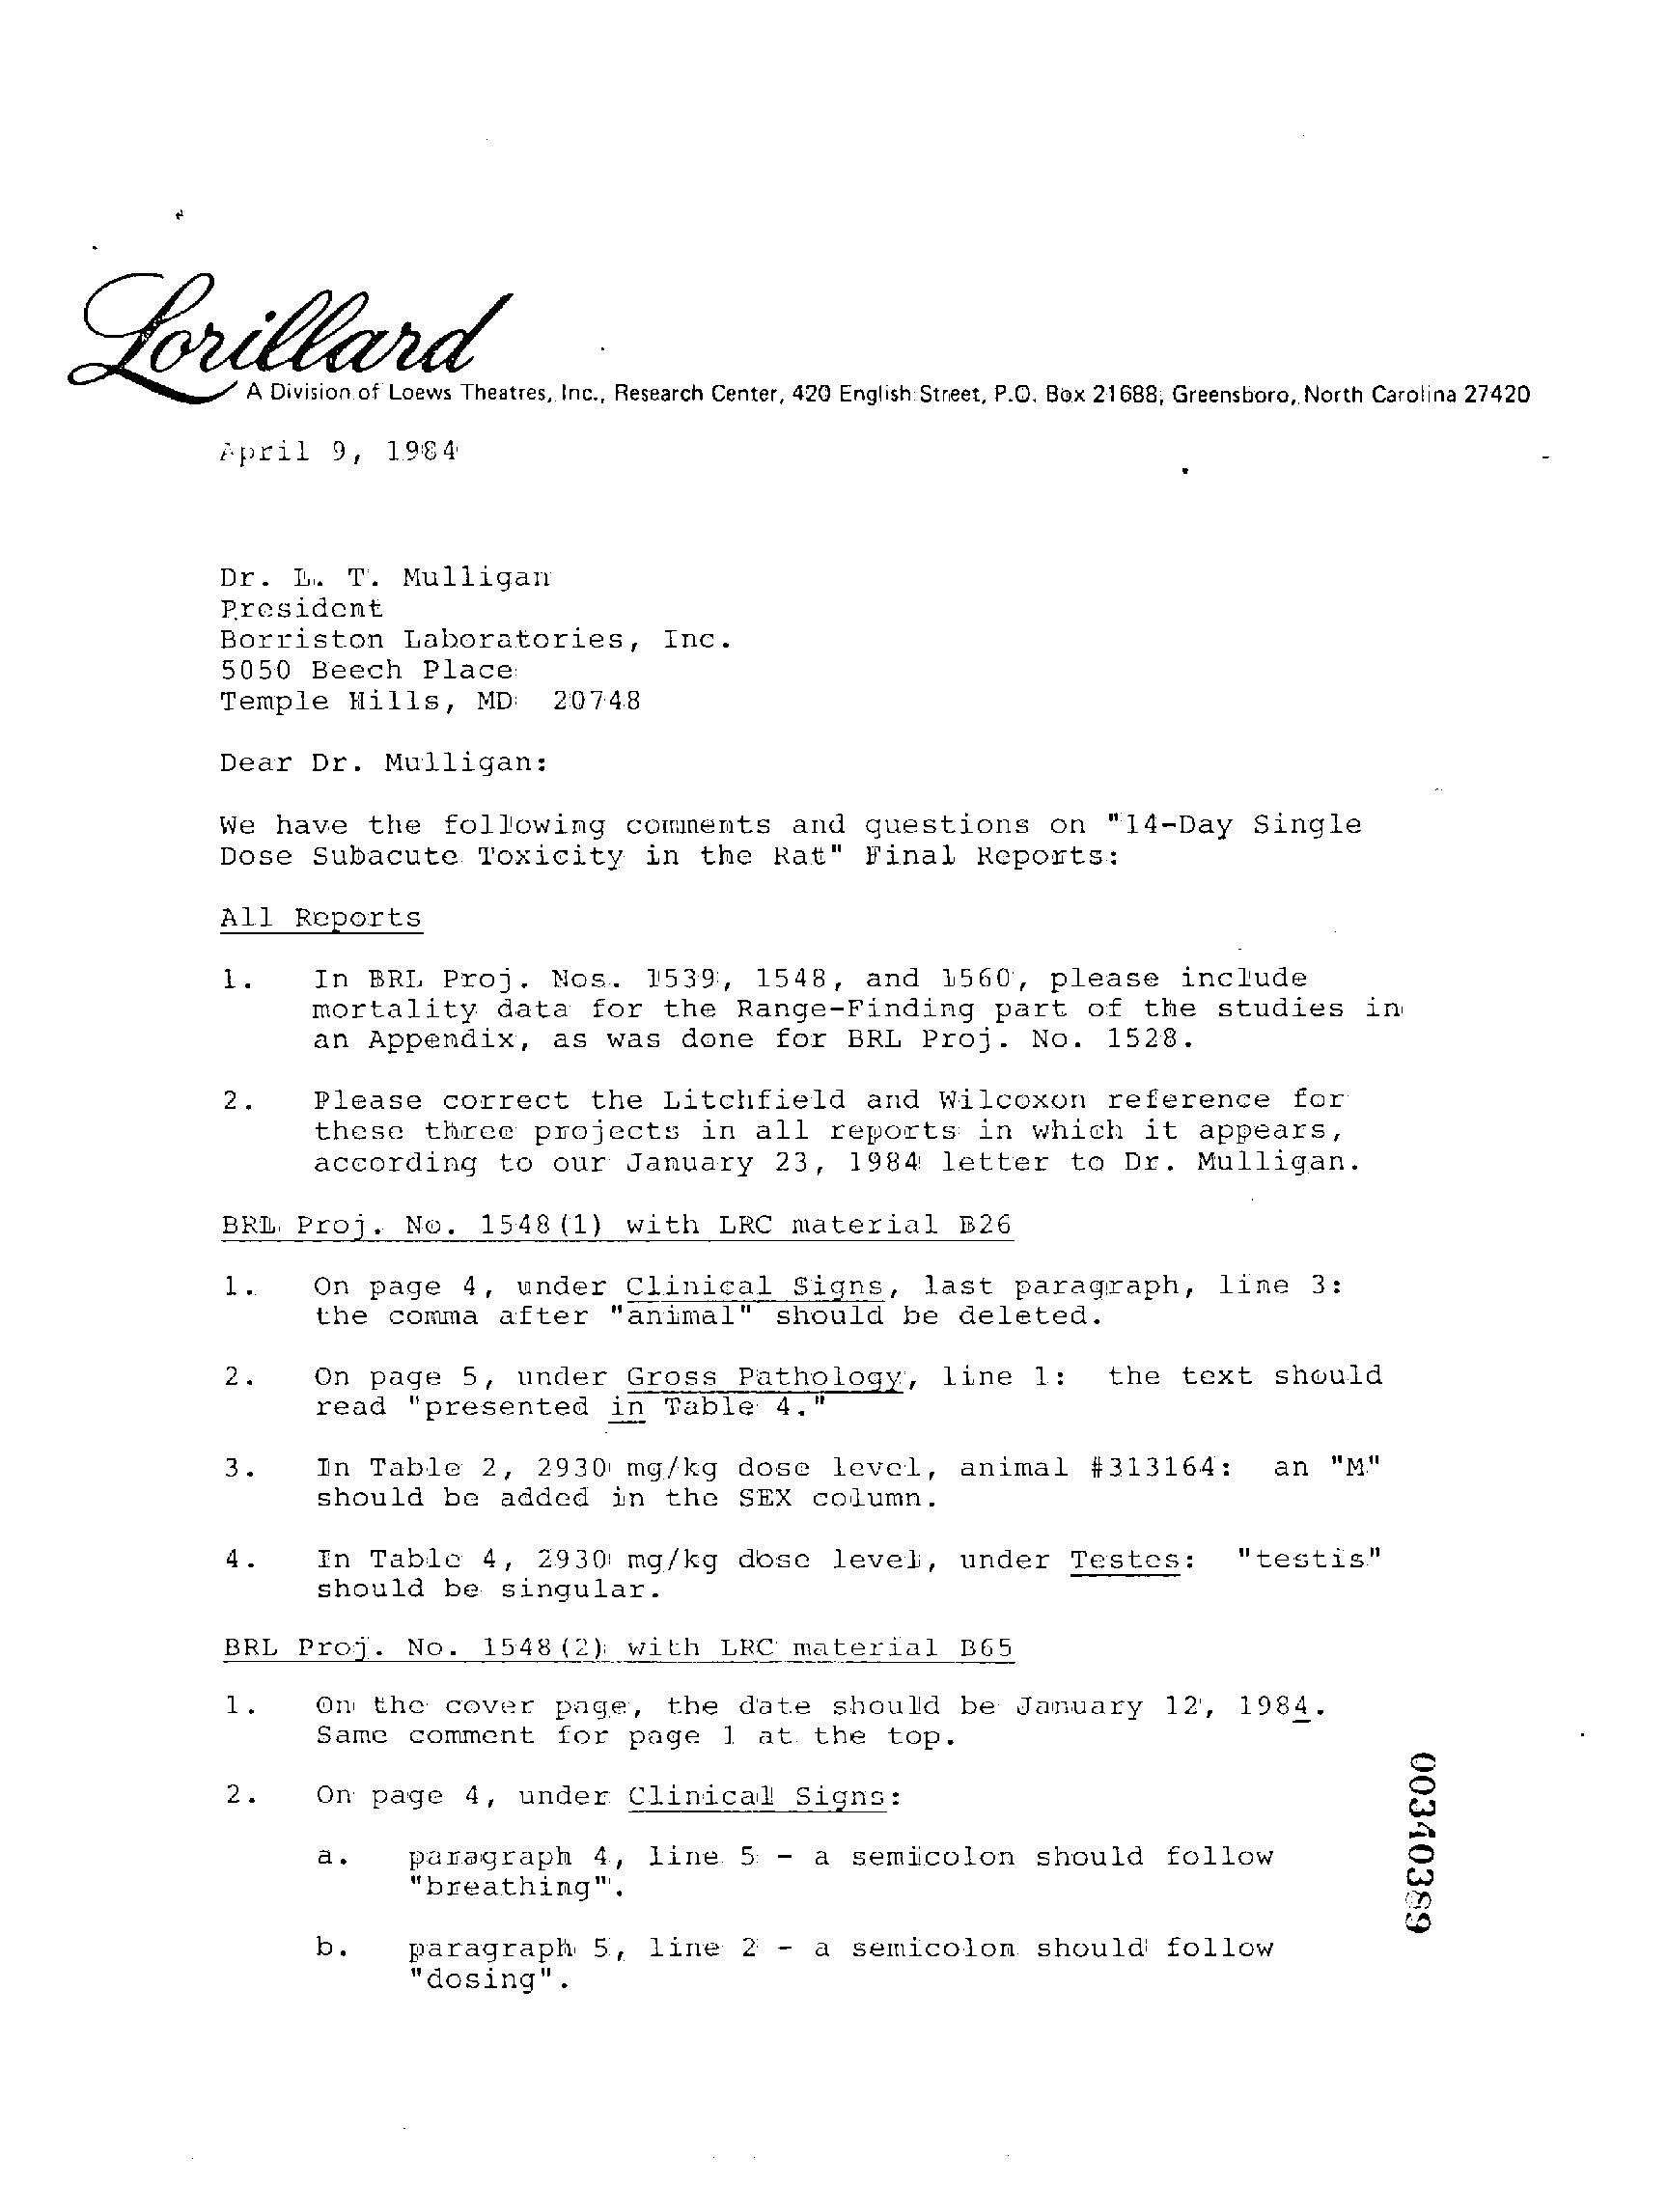 Lorillard
A Division of Loews Theatres, Inc., Research Center, 420 English Street, P.O. Box 21688, Greensboro, North Carolina 27420
April 9, 1984
Dr. L. T. Mulligan
President
Borriston Laboratories, Inc.
5050 Beech Place
Temple Hills, MD 20748
Dear Dr. Mulligan:
We have the following comments and questions on "14-Day Single
Dose Subacute Toxicity in the Rat" Final Reports:
All Reports
1. In BRL Proj. Nos. 1539, 1548, and 1560, please include
mortality data for the Range-Finding part of the studies in
an Appendix, as was done for BRL Proj. No. 1528.
2. Please correct the Litchfield and Wilcoxon reference for
these three projects in all reports in which it appears,
according to our January 23, 1984 letter to Dr. Mulligan.
BRL Proj. No. 1548(1) with LRC material B26
1. On page 4, under Clinical Signs, last paragraph, line 3:
the comma after "animal" should be deleted.
2. On page 5, under Gross Pathology, line 1: the text should
read "presented in Table 4."
3. In Table 2, 2930 mg/kg dose level, animal #313164: an "M"
should be added in the SEX column.
4. In Table 4, 2930 mg/kg dose level, under Testes: "testis"
should be singular.
BRL Proj. No. 1548(2) with LRC material B65
1. On the cover page, the date should be January 12, 1984.
Same comment for page 1 at the top.
2. On page 4, under Clinical Signs:
a. paragraph 4, line 5 - a semicolon should follow
"breathing".
b. paragraph 5, line 2 - a semicolon should follow
"dosing".
00340389